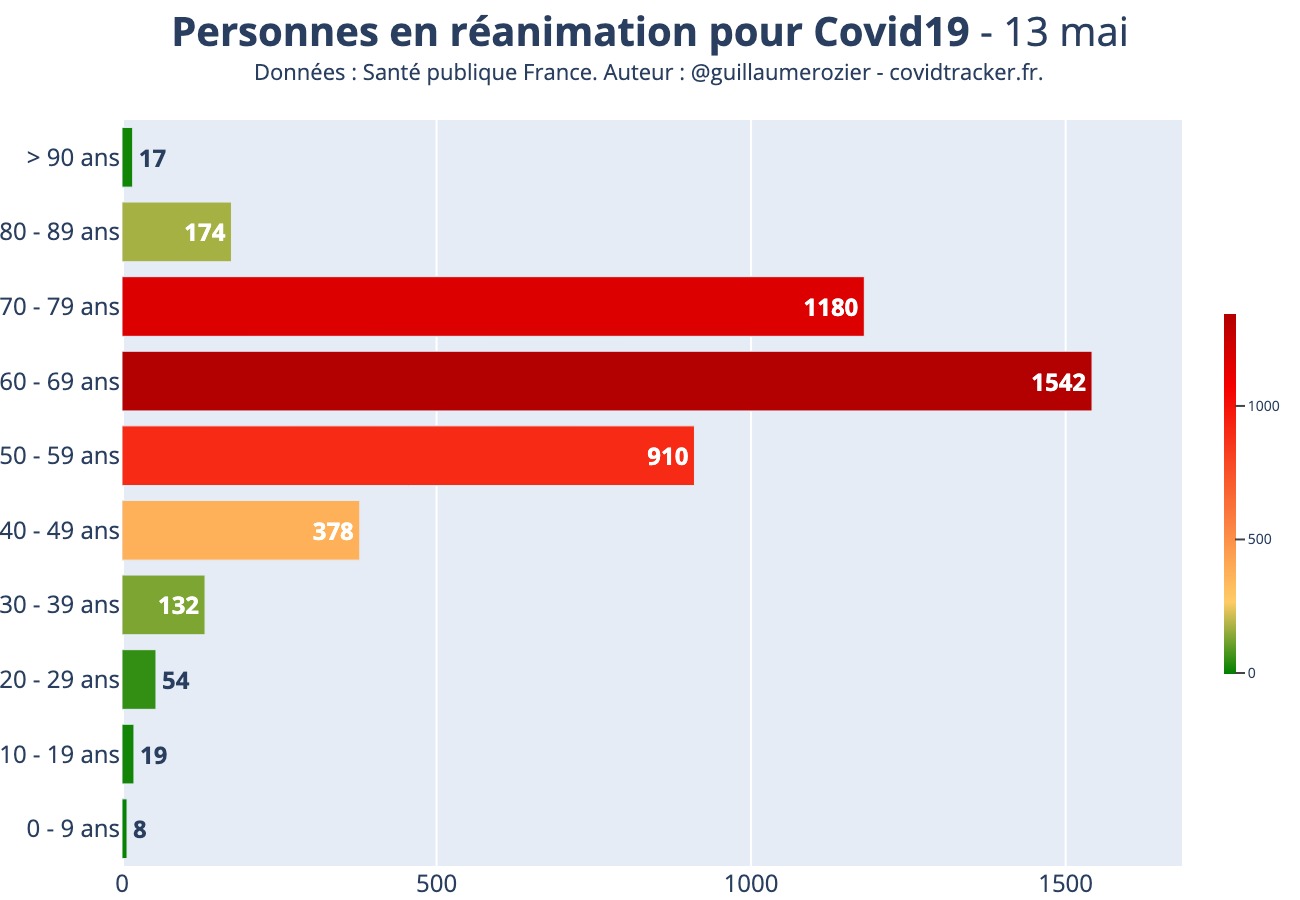 Personnes en réanimation pour Covid19 - 13 mai
Données : Santé publique France. Auteur : @guillaumerozier - covidtracker.fr.
> 90 ans 17
80 - 89 ans 174
70 - 79 ans 1180
60 - 69 ans 1542
50 - 59 ans 910
40 - 49 ans 378
30 - 39 ans 132
20 - 29 ans 54
10 - 19 ans 19
0 - 9 ans 8
0 500 1000 1500
1000
500
0